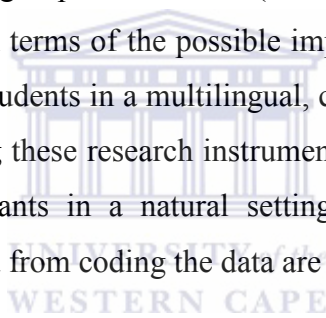 terms of the possible
udents in a multilingual,
these research instrumen
ants in a natural setting
from coding the data are
UNIVERSITY of the
WESTERN CAPE